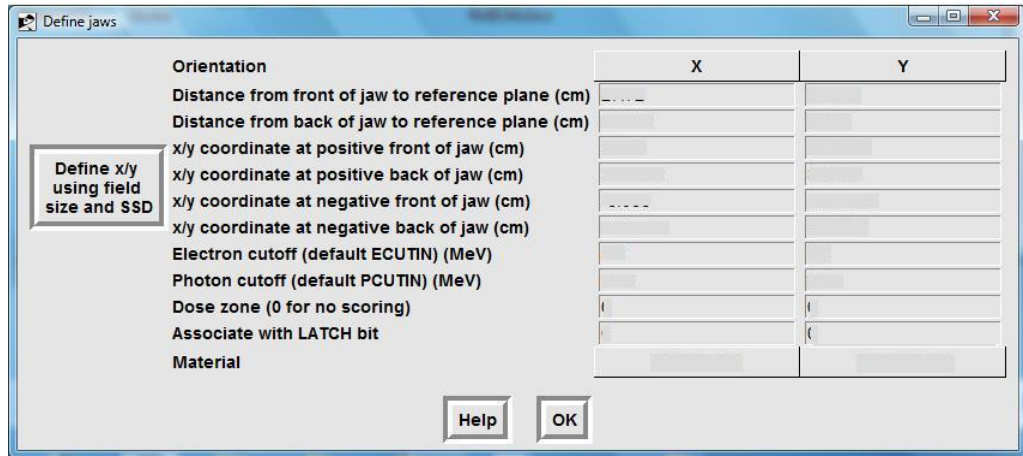 Define jaws
Orientation X Y
Distance from front of jaw to reference plane (cm)
Distance from back of jaw to reference plane (cm)
x/y coordinate at positive front of jaw (cm)
Define x/y using field size and SSD
x/y coordinate at positive back of jaw (cm)
x/y coordinate at negative front of jaw (cm)
x/y coordinate at negative back of jaw (cm)
Electron cutoff (default ECUTIN) (MeV)
Photon cutoff (default PCUTIN) (MeV)
Dose zone (0 for no scoring)
Associate with LATCH bit
Material
Help OK